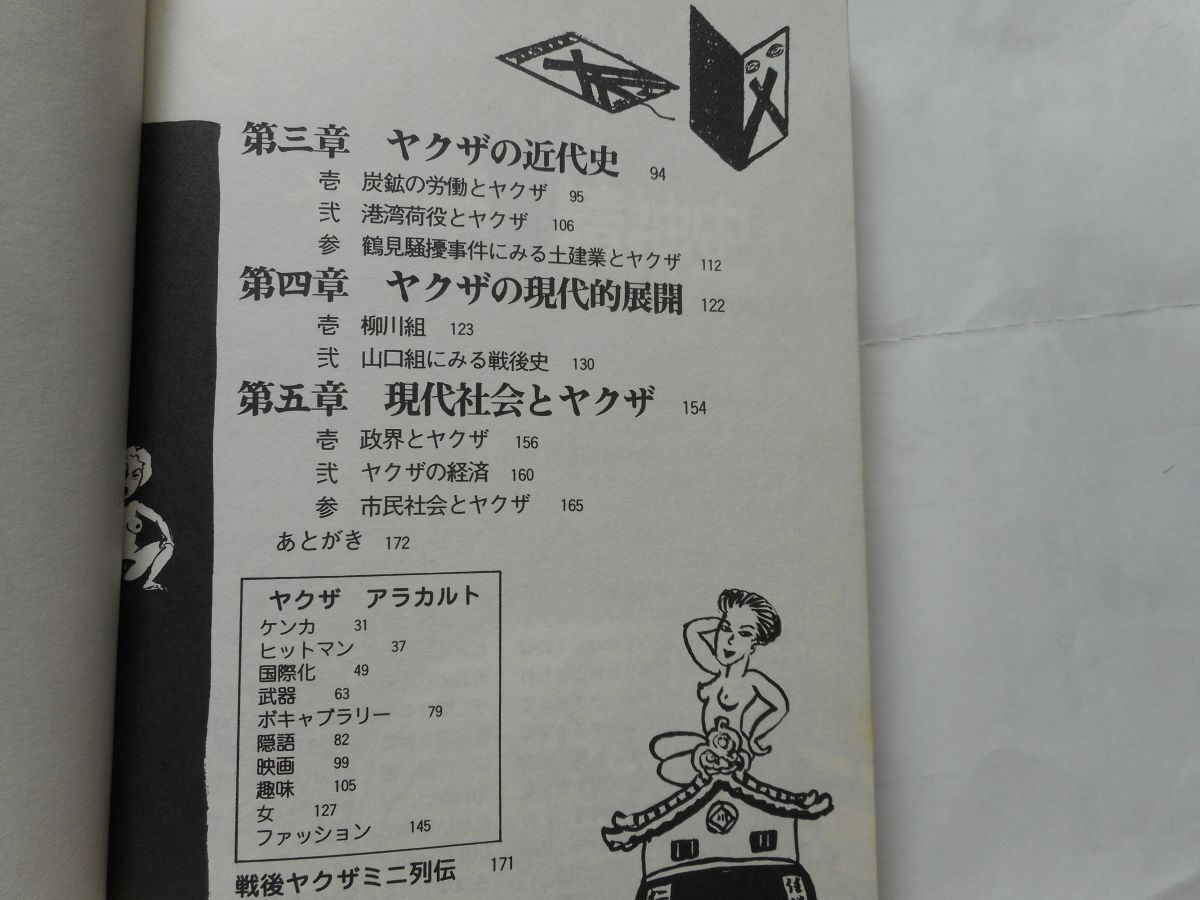 第三章 ヤクザの近代史 94
壱 炭鉱の労働とヤクザ 95
弐 港湾荷役とヤクザ 106
参 鶴見騒擾事件にみる土建業とヤクザ 112
第四章 ヤクザの現代的展開 122
壱 柳川組 123
弐 山口組にみる戦後史 130
第五章 現代社会とヤクザ 154
壱 政界とヤクザ 156
弐 ヤクザの経済 160
参 市民社会とヤクザ 165
あとがき 172
ヤクザ アラカルト
ケンカ 31
ヒットマン 37
国際化 49
武器 63
ボキャブラリー 79
隠語 82
映画 99
趣味 105
女 127
ファッション 145
戦後ヤクザミニ列伝 171